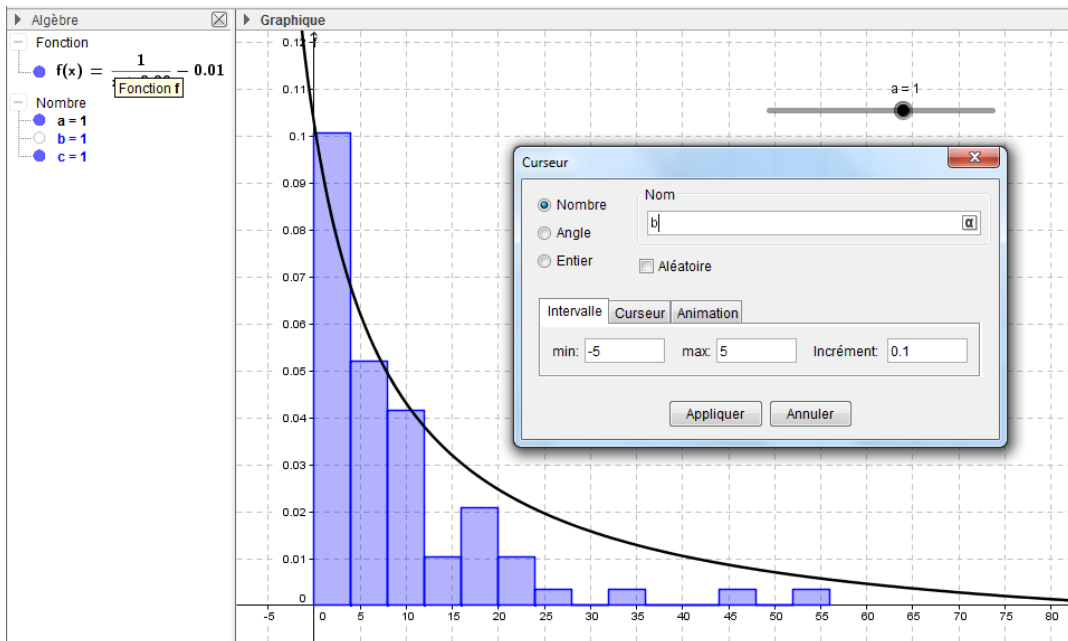 Algèbre
Graphique
Fonction
f(x) = 1 - 0.01
Fonction f
Nombre
a = 1
b = 1
c = 1
a = 1
Curseur
Nombre
Angle
Entier
Nom
b
α
Aléatoire
Intervalle Curseur Animation
min: -5 max: 5 Incrément: 0.1
Appliquer Annuler
0.12
0.11
0.1
0.09
0.08
0.07
0.06
0.05
0.04
0.03
0.02
0.01
0
-5 0 5 10 15 20 25 30 35 40 45 50 55 60 65 70 75 80